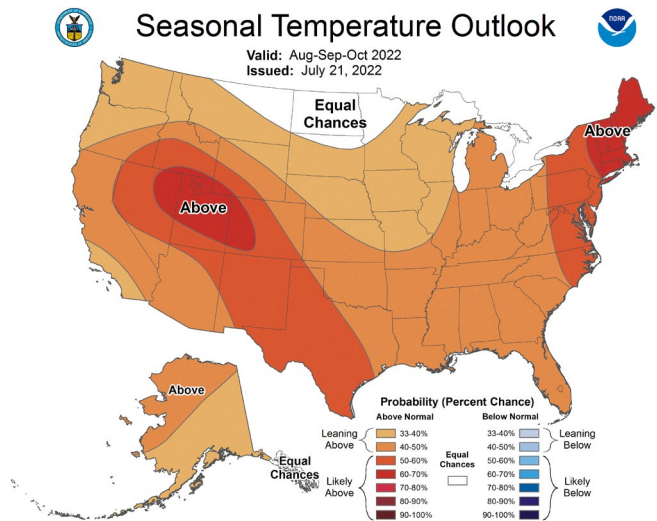 Seasonal Temperature Outlook
NOAA
Valid: Aug-Sep-Oct 2022
Issued: July 21, 2022
Equal
Chances
Above
Above
Above
Equal
Chances
Probability (Percent Chance)
Above Normal
Below Normal
Leaning
Above
33-40%
40-50%
Likely
Above
50-60%
60-70%
70-80%
80-90%
90-100%
Equal
Chances
33-40%
40-50%
Leaning
Below
50-60%
60-70%
70-80%
80-90%
90-100%
Likely
Below